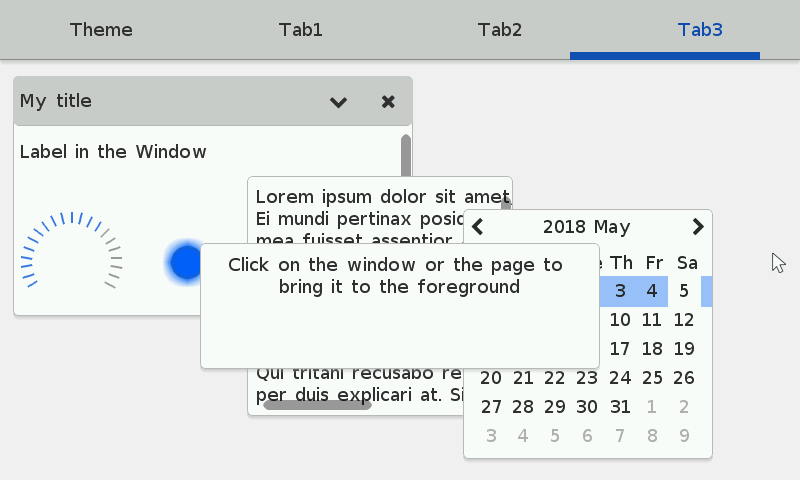 Theme Tab1 Tab2 Tab3
My title
Label in the Window
Lorem ipsum dolor sit amet
Ei mundi pertinax
mea fuisset assentior
Click on the window or the page to
bring it to the foreground
Qui tritani recusabo
per duis explicari at.
2018 May
Th Fr Sa
3 4 5
10 11 12
17 18 19
20 21 22 23 24 25 26
27 28 29 30 31 1 2
3 4 5 6 7 8 9